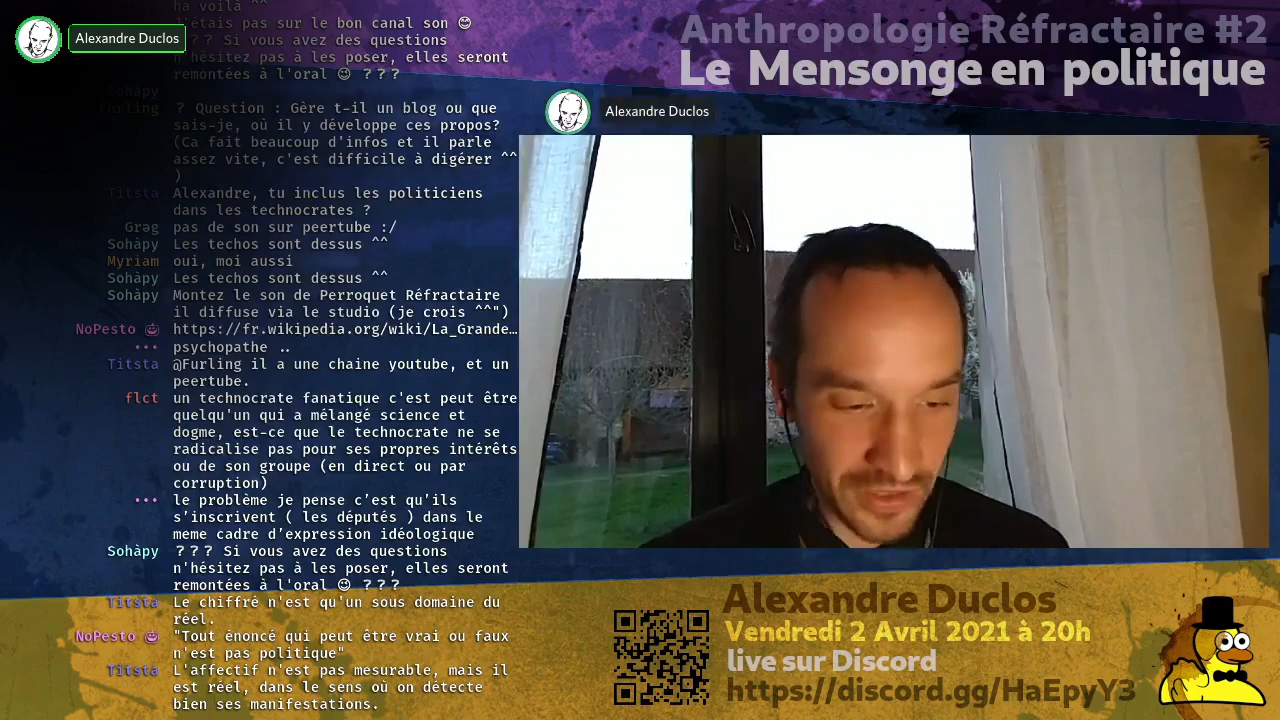 ha voilà ^^
j'étais pas sur le bon canal son 😊
??? Si vous avez des questions
n'hésitez pas à les poser, elles seront
remontées à l'oral 😉 ???
Alexandre Duclos
Sohàpy
Furling ? Question : Gère t-il un blog ou que
sais-je, où il y développe ces propos?
(Ca fait beaucoup d'infos et il parle
assez vite, c'est difficile à digérer ^^
)
Titsta Alexandre, tu inclus les politiciens
dans les technocrates ?
Grəg pas de son sur peertube :/
Sohàpy Les techos sont dessus ^^
Myriam oui, moi aussi
Sohàpy Les techos sont dessus ^^
Sohàpy Montez le son de Perroquet Réfractaire
il diffuse via le studio (je crois ^^")
NoPesto 🎃 https://fr.wikipedia.org/wiki/La_Grande…
••• psychopathe ..
Titsta @Furling il a une chaine youtube, et un
peertube.
flct un technocrate fanatique c'est peut être
quelqu'un qui a mélangé science et
dogme, est-ce que le technocrate ne se
radicalise pas pour ses propres intérêts
ou de son groupe (en direct ou par
corruption)
••• le problème je pense c’est qu’ils
s’inscrivent ( les députés ) dans le
meme cadre d’expression idéologique
Sohàpy ??? Si vous avez des questions
n'hésitez pas à les poser, elles seront
remontées à l'oral 😉 ???
Titsta Le chiffré n'est qu'un sous domaine du
réel.
NoPesto 🎃 "Tout énoncé qui peut être vrai ou faux
n'est pas politique"
Titsta L'affectif n'est pas mesurable, mais il
est réel, dans le sens où on détecte
bien ses manifestations.
Anthropologie Réfractaire #2
Le Mensonge en politique
Alexandre Duclos
Alexandre Duclos
Vendredi 2 Avril 2021 à 20h
live sur Discord
https://discord.gg/HaEpyY3